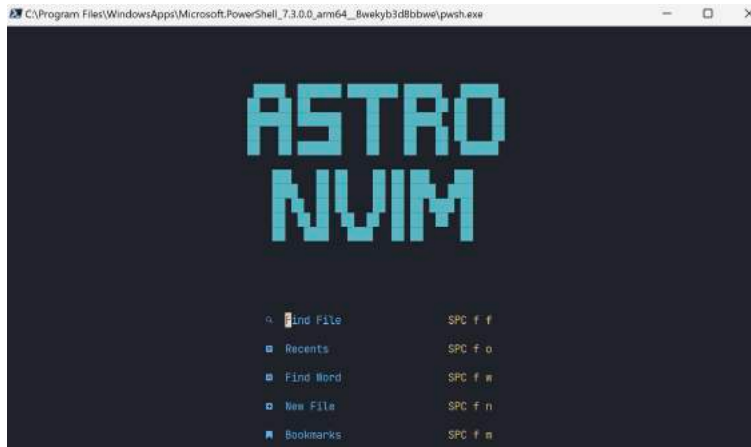 C:\Program Files\WindowsApps\Microsoft.PowerShell_7.3.0.0_arm64__8wekyb3d8bbwe\pwsh.exe
ASTRO
NVIM
Find File SPC f f
Recents SPC f o
Find Word SPC f w
New File SPC f n
Bookmarks SPC f m